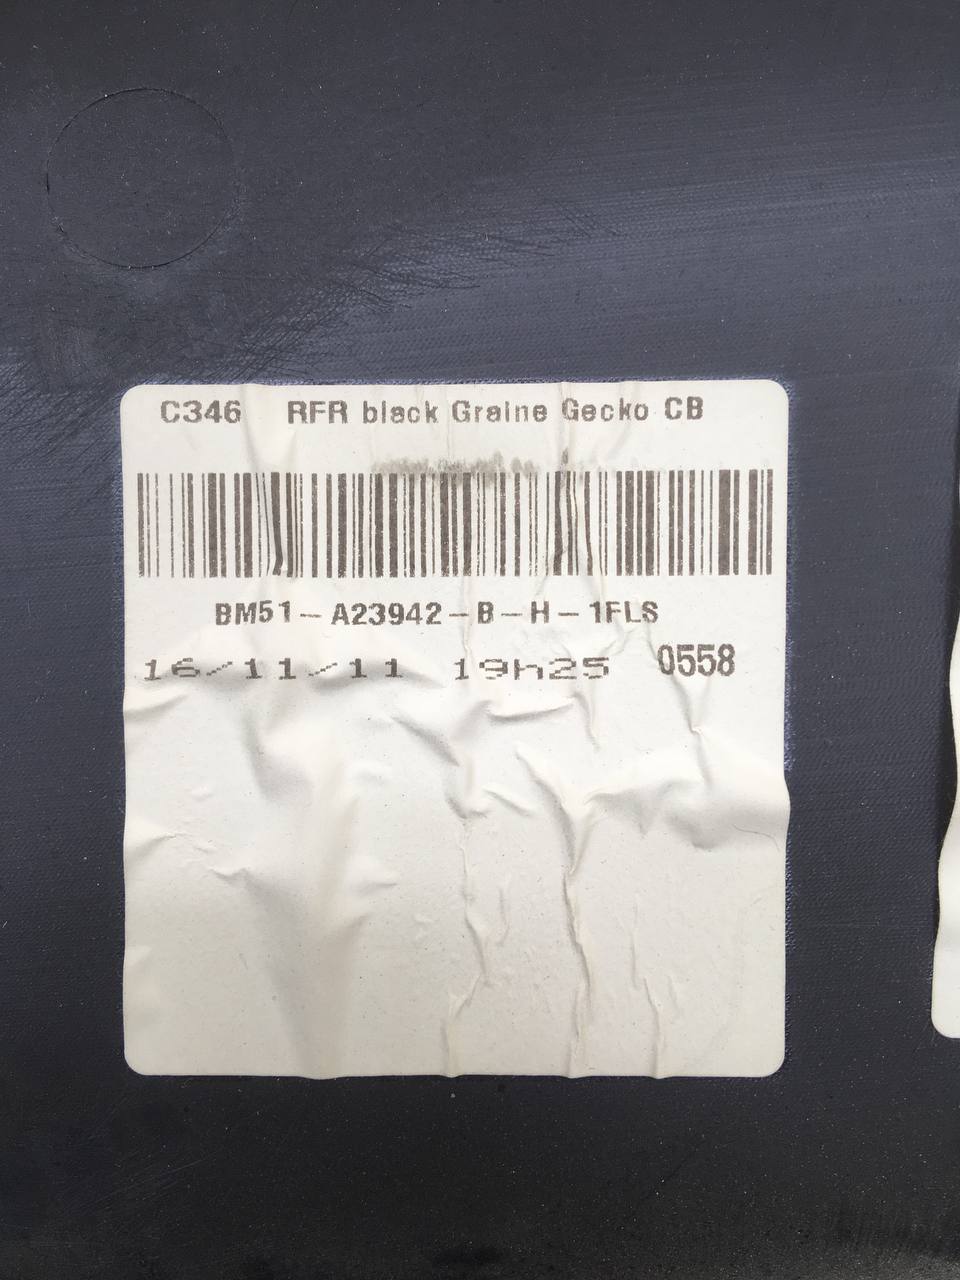 C346 RFR black Graine Gecko CB
BM51-A23942-B-H-1FLS
16/11/11 19h25 0558